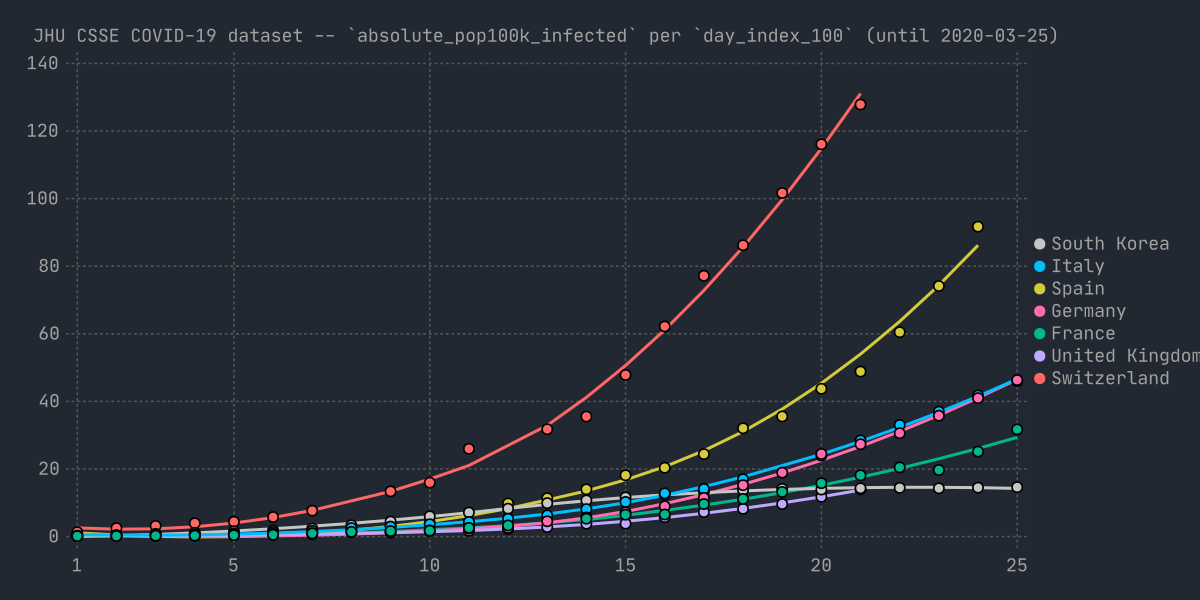 JHU CSSE COVID-19 dataset -- `absolute_pop100k_infected` per `day_index_100` (until 2020-03-25)
140
120
100
80
60
40
20
0
1 5 10 15 20 25
South Korea
Italy
Spain
Germany
France
United Kingdom
Switzerland